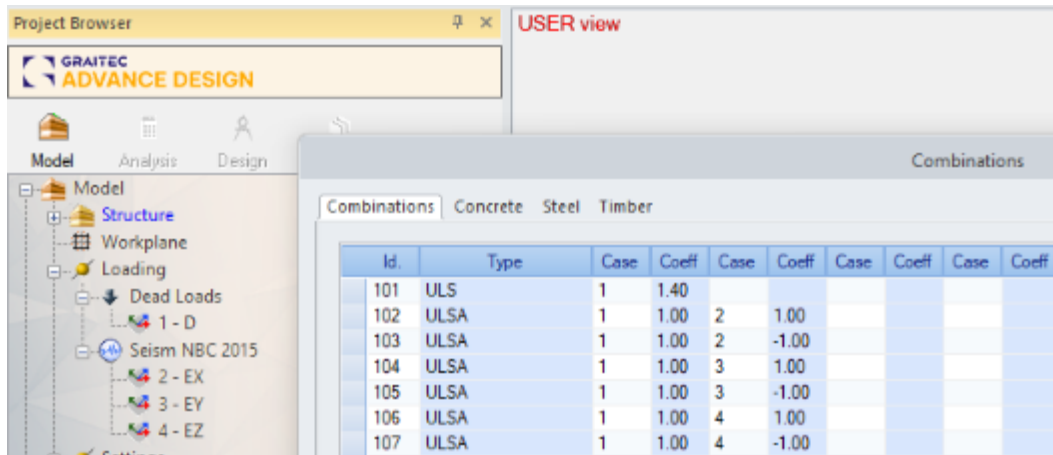 Project Browser
USER view
GRAITEC
ADVANCE DESIGN
Model Analysis Design
Combinations
Model
Structure
Workplane
Loading
Dead Loads
1 - D
Seism NBC 2015
2 - EX
3 - EY
4 - EZ
Combinations Concrete Steel Timber
Id. Type Case Coeff Case Coeff Case Coeff Case Coeff
101 ULS 1 1.40
102 ULSA 1 1.00 2 1.00
103 ULSA 1 1.00 2 -1.00
104 ULSA 1 1.00 3 1.00
105 ULSA 1 1.00 3 -1.00
106 ULSA 1 1.00 4 1.00
107 ULSA 1 1.00 4 -1.00